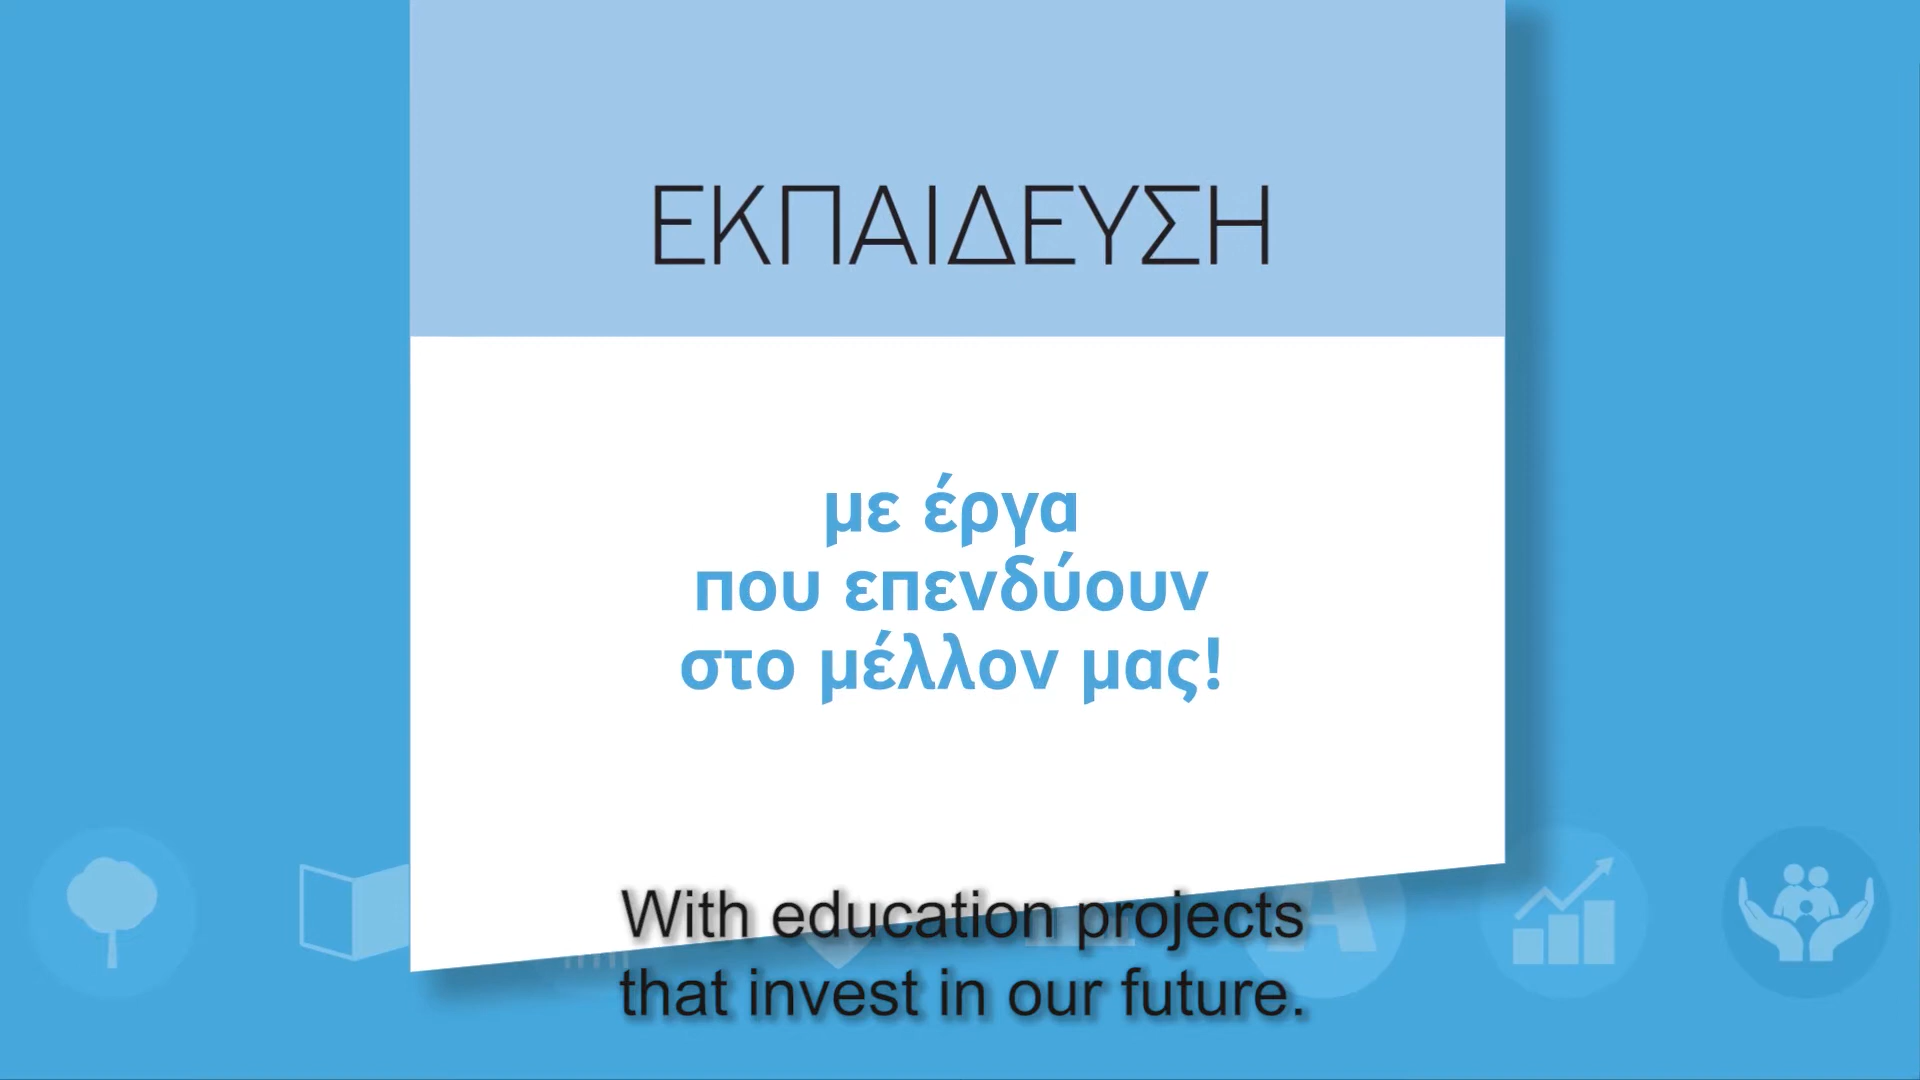 ΕΚΠΑΙΔΕΥΣΗ
με έργα
που επενδύουν
στο μέλλον μας!
With education projects
that invest in our future.